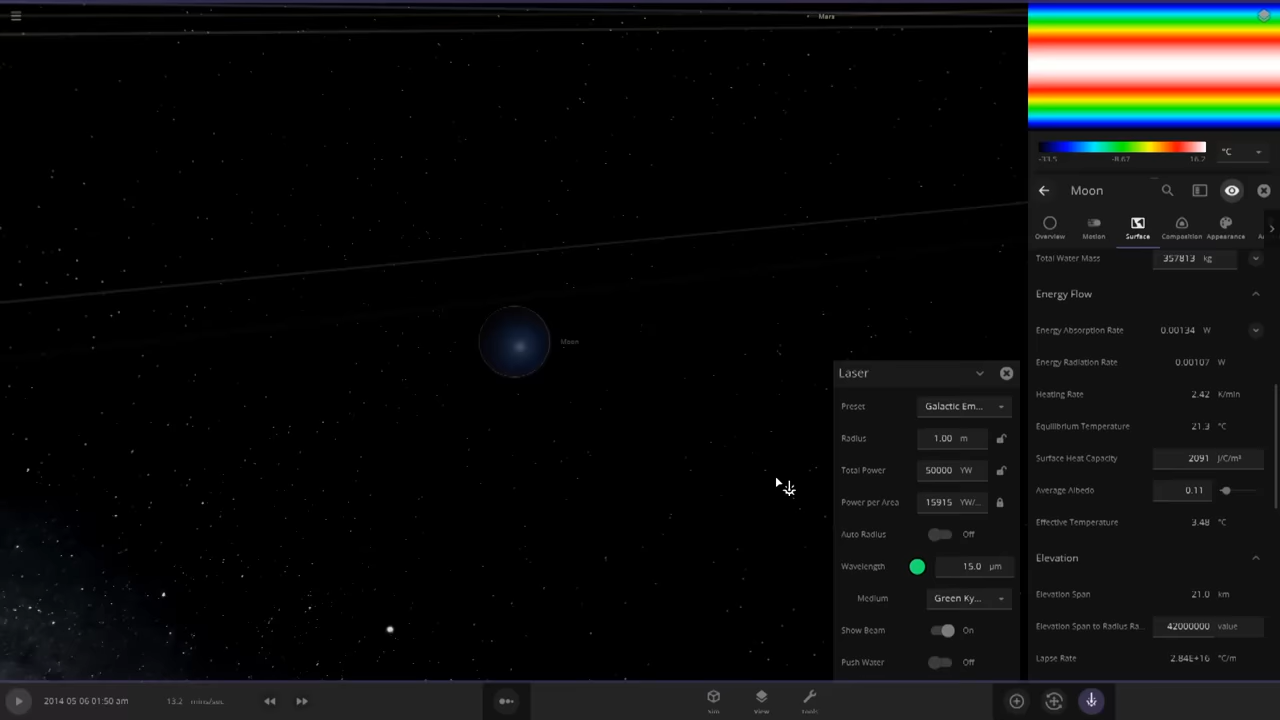 Mars
°C
-33.5 -8.67 16.2
Moon
Overview Motion Surface Composition Appearance
Total Water Mass 357813 kg
Energy Flow
Energy Absorption Rate 0.00134 W
Energy Radiation Rate 0.00107 W
Heating Rate 2.42 K/min
Equilibrium Temperature 21.3 °C
Surface Heat Capacity 2091 J/C/m²
Average Albedo 0.11
Effective Temperature 3.48 °C
Elevation
Elevation Span 21.0 km
Elevation Span to Radius Ra... 42000000 value
Lapse Rate 2.84E+16 °C/m
Moon
Laser
Preset Galactic Em...
Radius 1.00 m
Total Power 50000 YW
Power per Area 15915 YW/...
Auto Radius Off
Wavelength 15.0 µm
Medium Green Ky...
Show Beam On
Push Water Off
2014 05 06 01:50 am 13.2 mins/sec
Sim View Tools